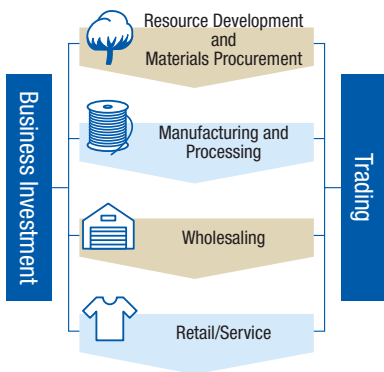 Resource Development
and
Materials Procurement
Business Investment
Manufacturing and
Processing
Trading
Wholesaling
Retail/Service